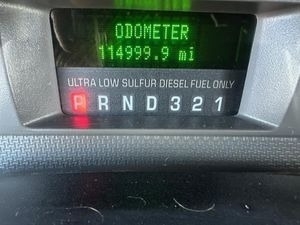 ODOMETER
114999.9 mi
ULTRA LOW SULFUR DIESEL FUEL ONLY
P R N D 3 2 1